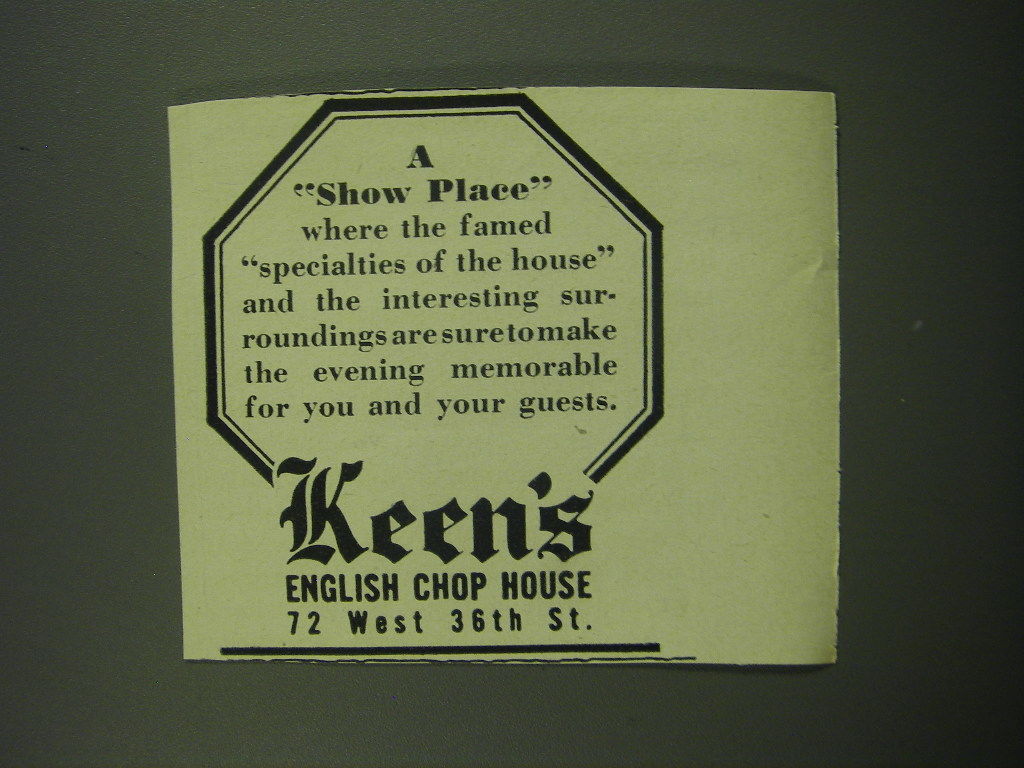 A
“Show Place”
where the famed
“specialties of the house”
and the interesting sur-
roundings are sure to make
the evening memorable
for you and your guests.
Keen's
ENGLISH CHOP HOUSE
72 West 36th St.